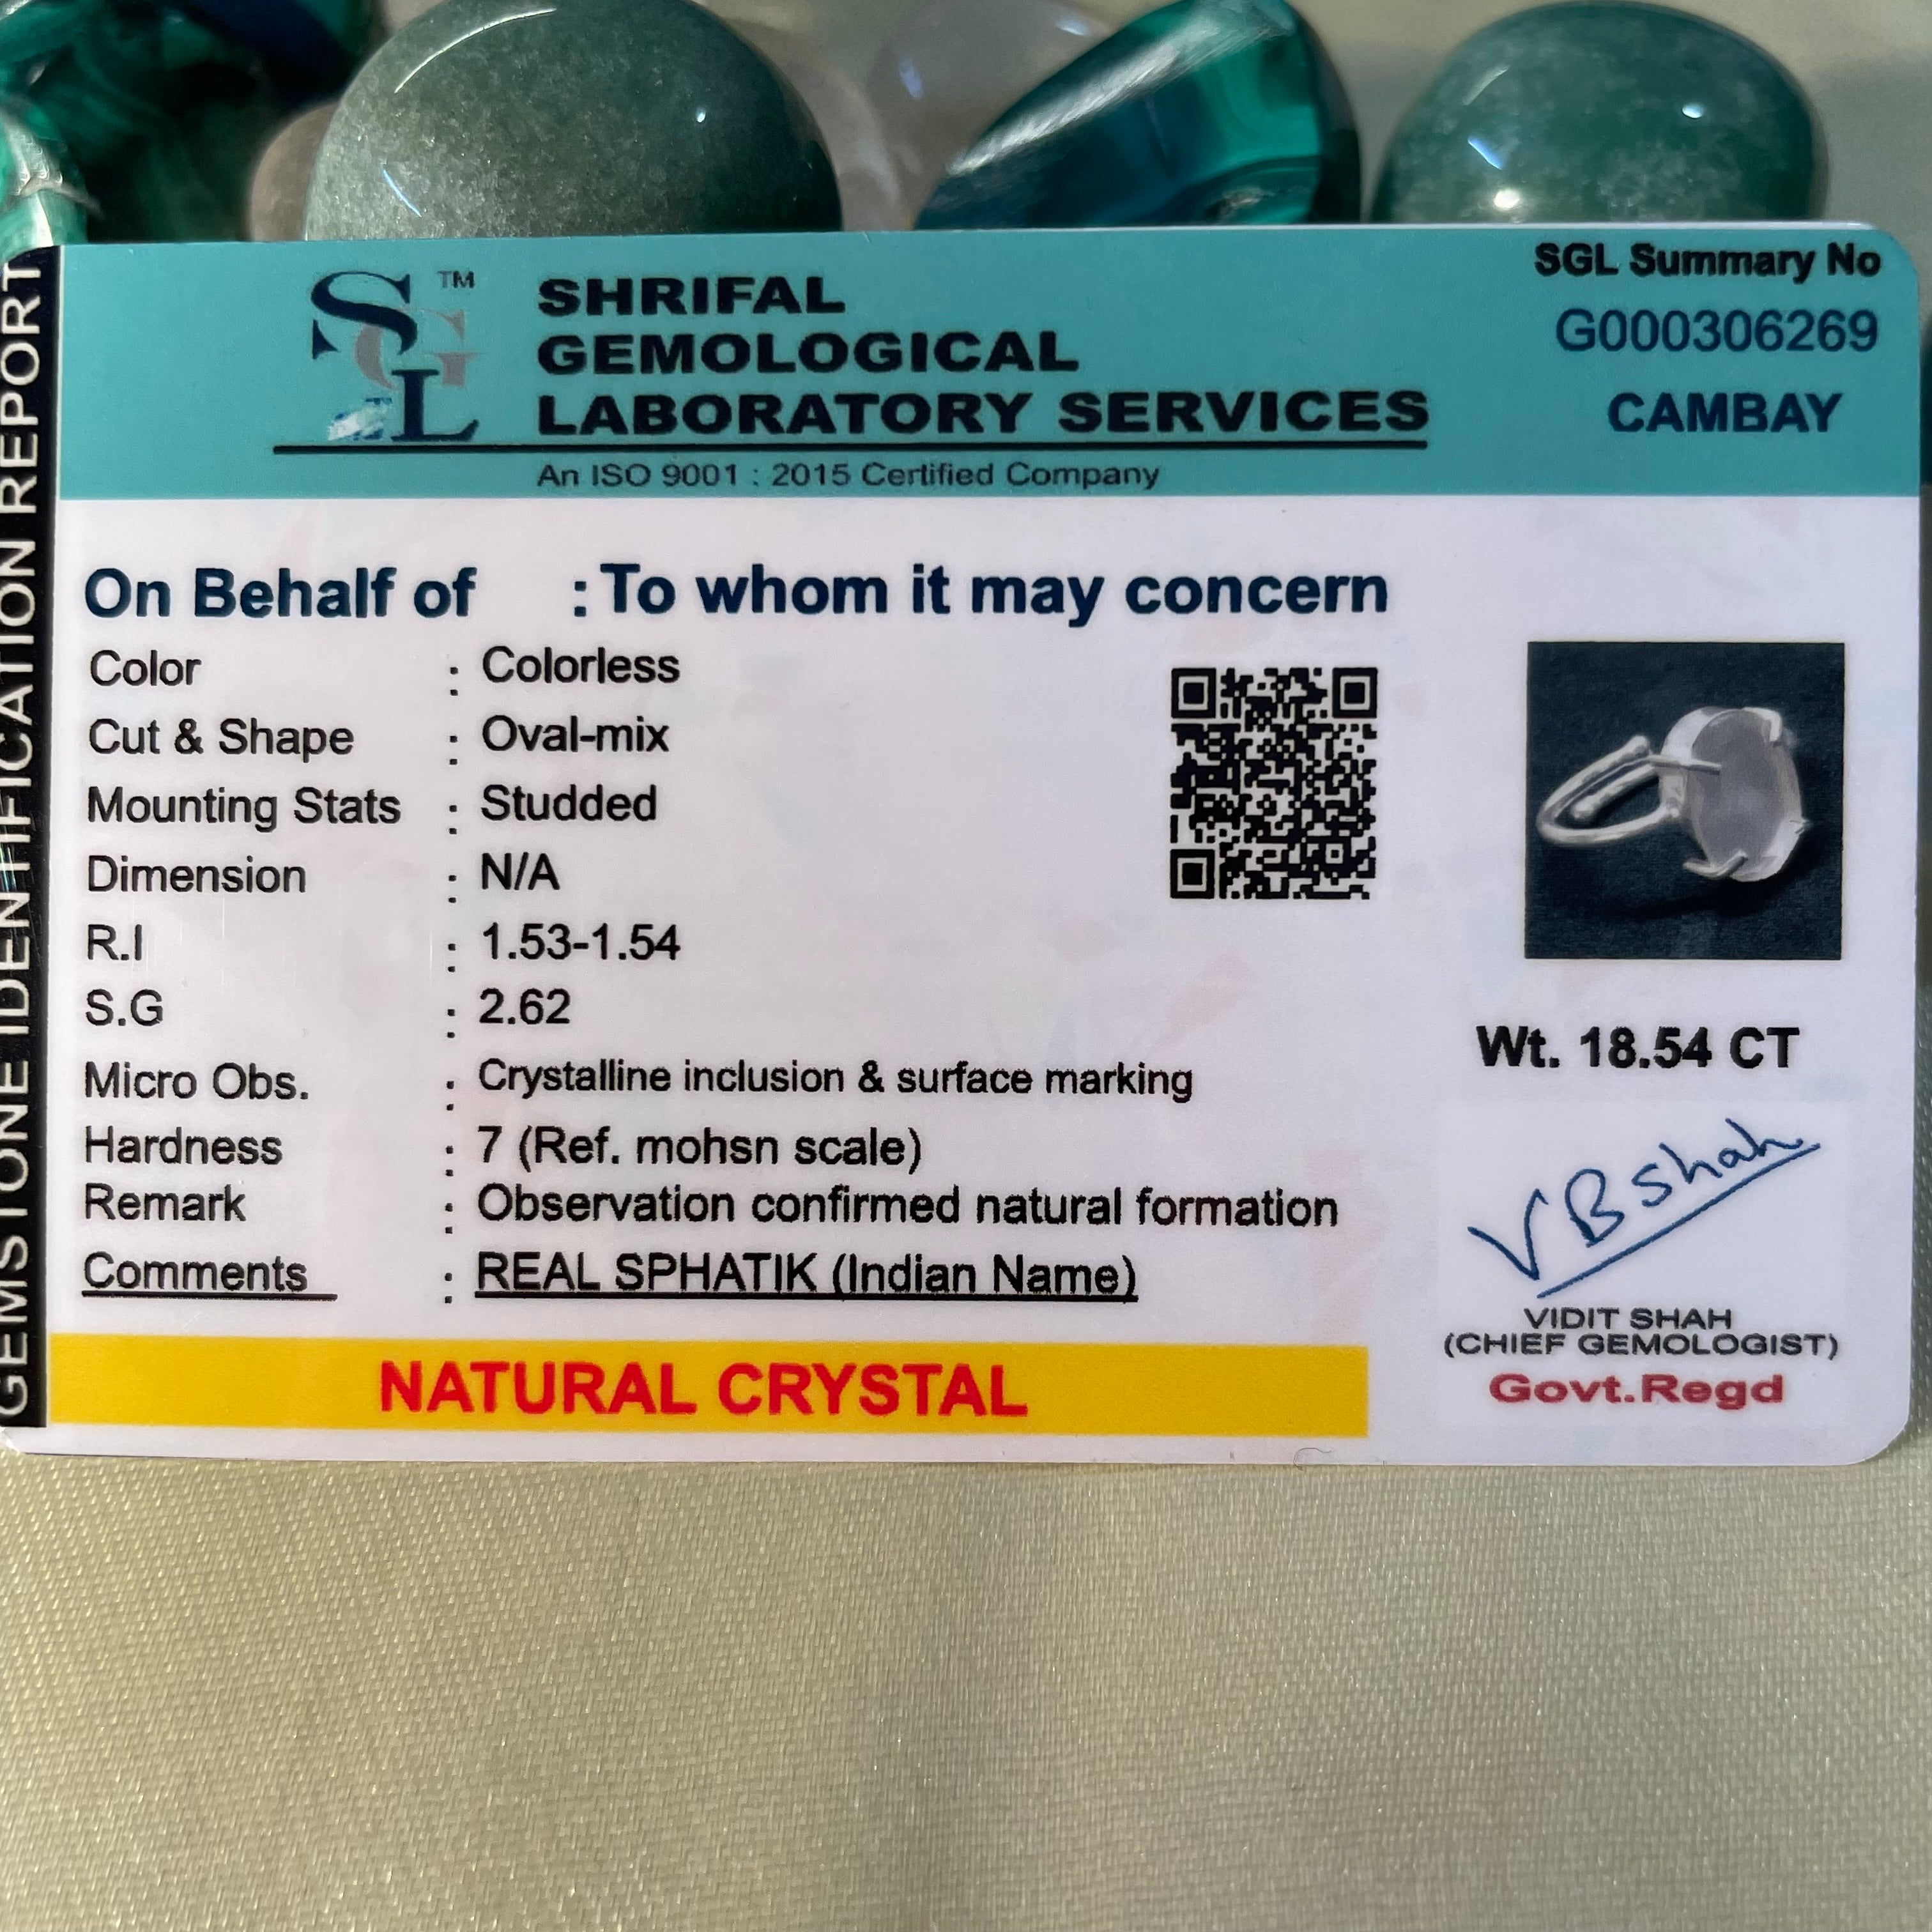 GEMSTONE IDENTIFICATION REPORT
SGL TM
SHRIFAL
GEMOLOGICAL
LABORATORY SERVICES
An ISO 9001 : 2015 Certified Company
SGL Summary No
G000306269
CAMBAY
On Behalf of : To whom it may concern
Color : Colorless
Cut & Shape : Oval-mix
Mounting Stats : Studded
Dimension : N/A
R.I : 1.53-1.54
S.G : 2.62
Micro Obs. : Crystalline inclusion & surface marking
Hardness : 7 (Ref. mohsn scale)
Remark : Observation confirmed natural formation
Comments : REAL SPHATIK (Indian Name)
NATURAL CRYSTAL
Wt. 18.54 CT
VBshah
VIDIT SHAH
(CHIEF GEMOLOGIST)
Govt.Regd